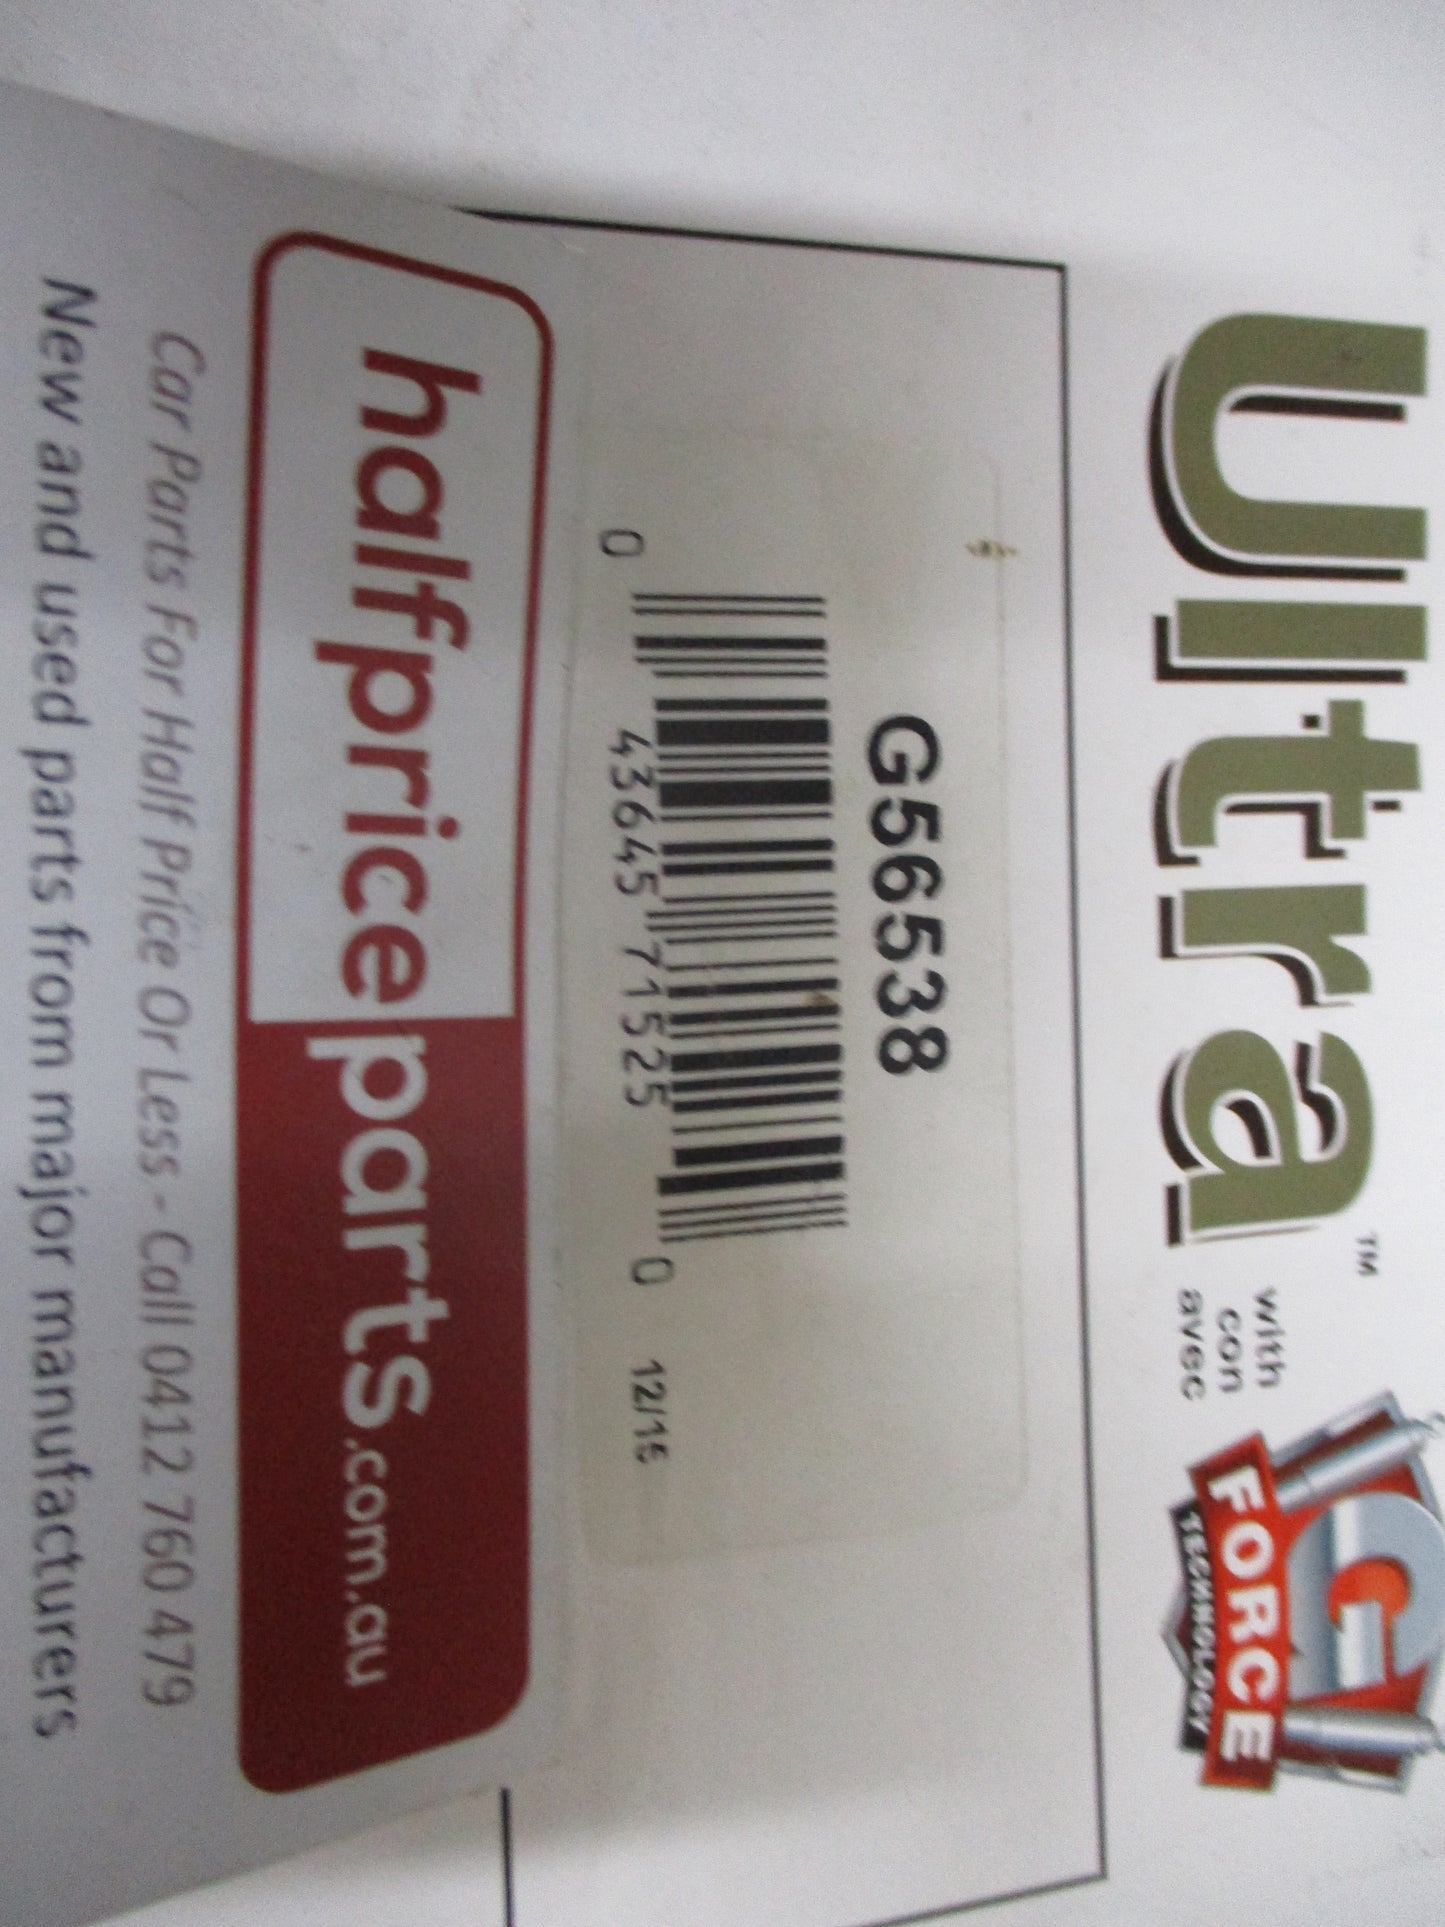 Ultra™
with
con
avec
G
FORCE
TECHNOLOGY
G56538
0 43645 71525 0
12/15
halfpriceparts.com.au
Car Parts For Half Price Or Less - Call 0412 760 479
New and used parts from major manufacturers